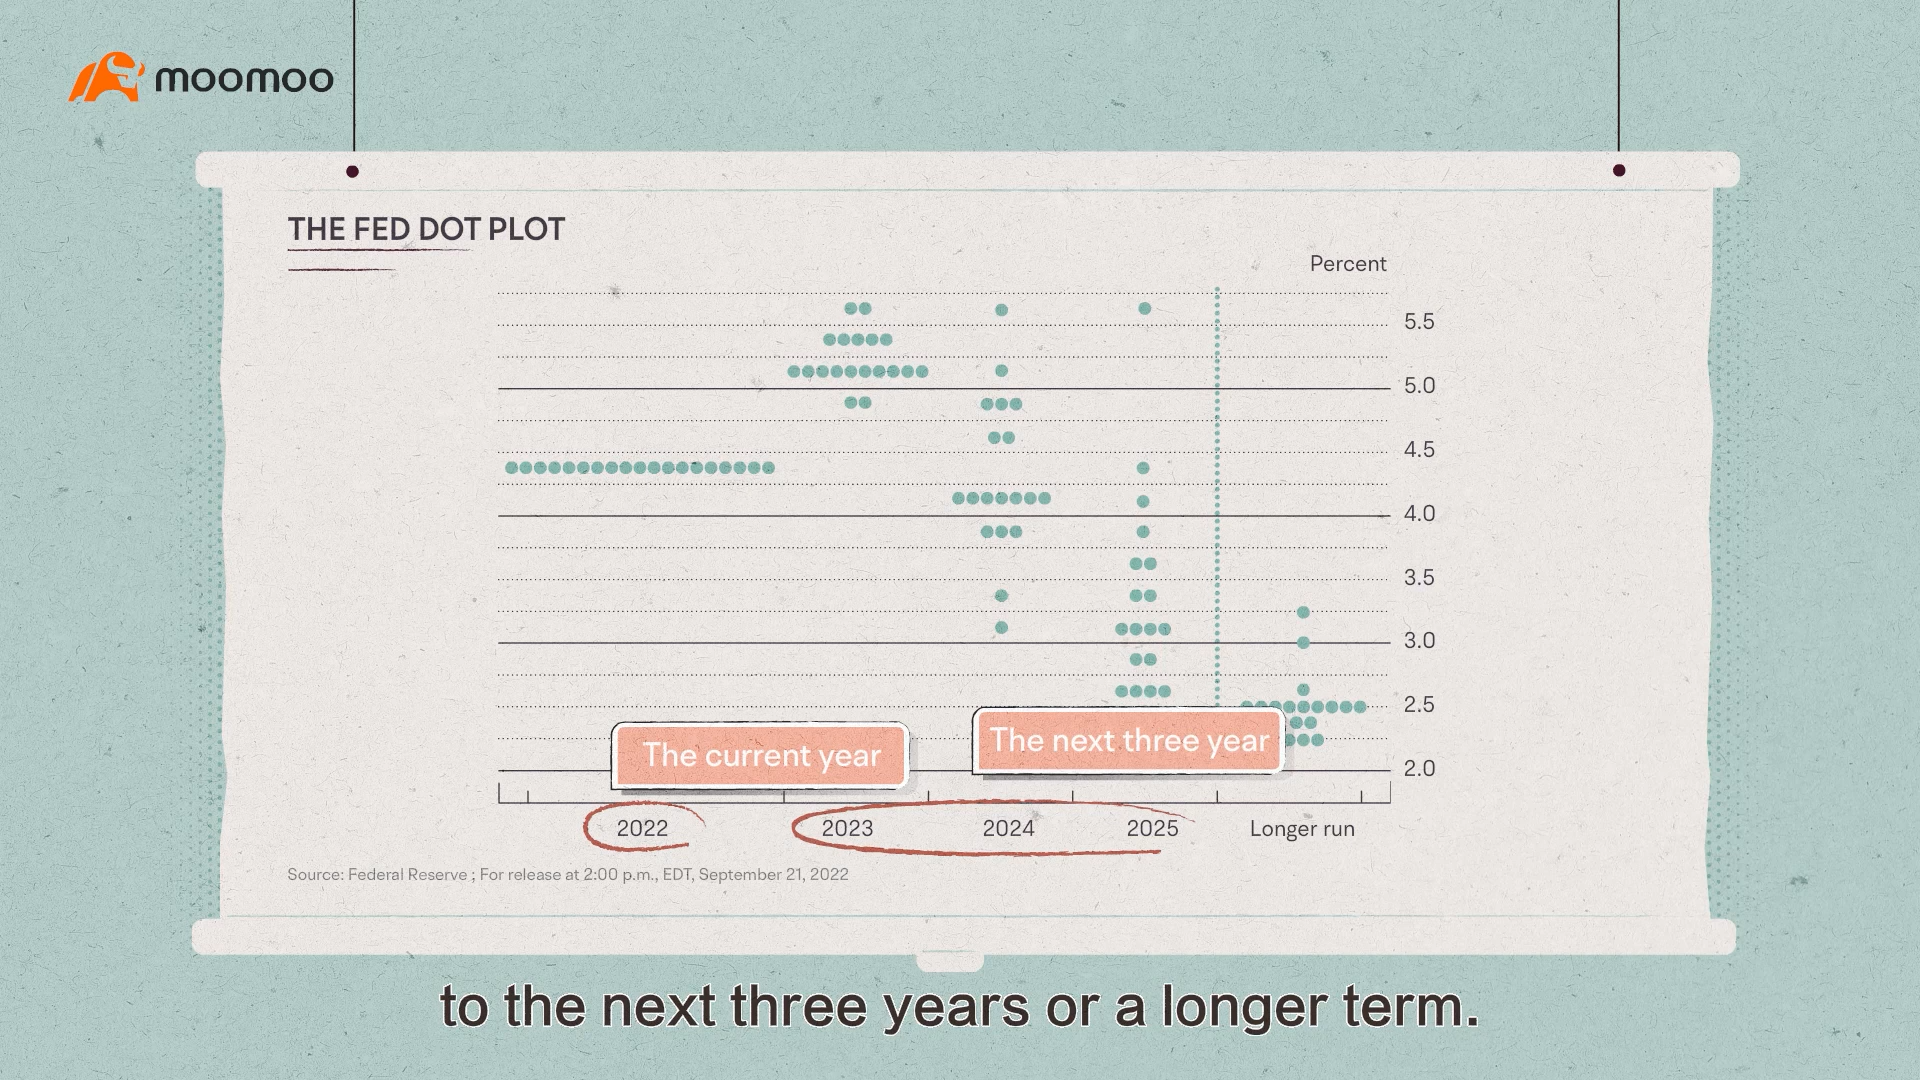 moomoo
THE FED DOT PLOT
Percent
5.5
5.0
4.5
4.0
3.5
3.0
2.5
2.0
The current year
The next three year
2022
2023
2024
2025
Longer run
Source: Federal Reserve ; For release at 2:00 p.m., EDT, September 21, 2022
to the next three years or a longer term.